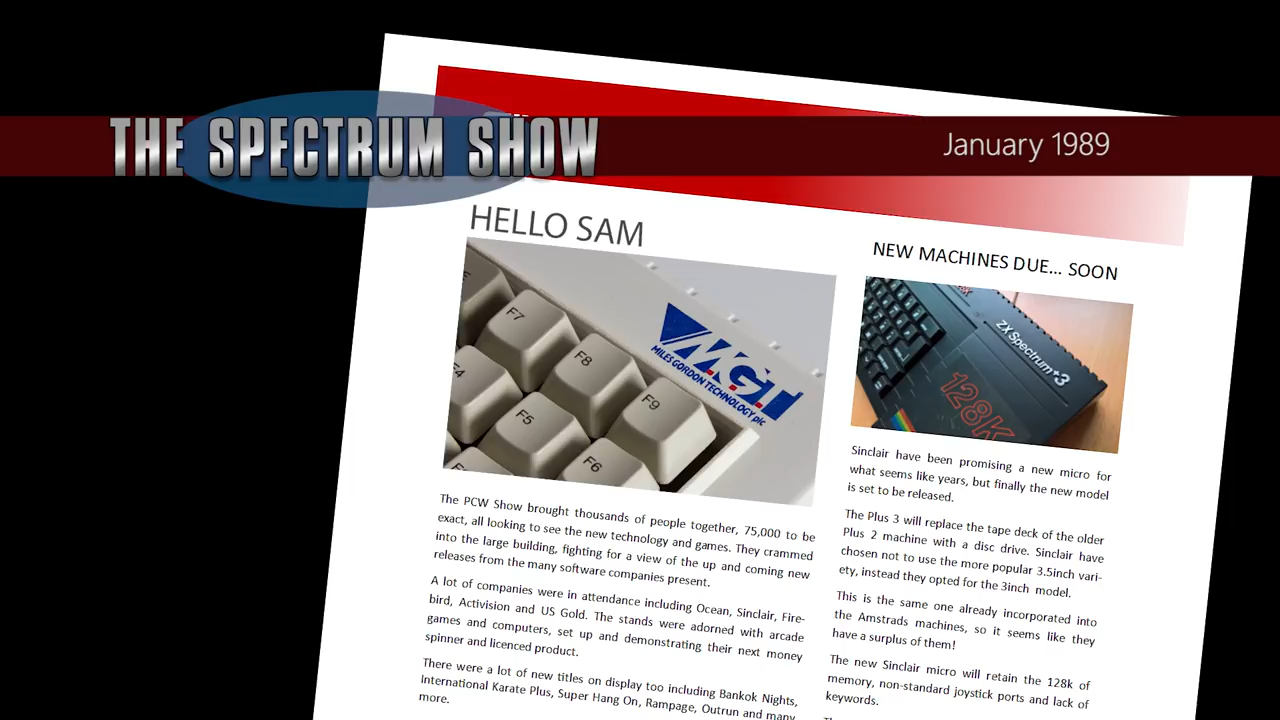 THE SPECTRUM SHOW
January 1989
HELLO SAM
F7
F8
F9
F4
F5
F6
MGT
MILES GORDON TECHNOLOGY plc
The PCW Show brought thousands of people together, 75,000 to be
exact, all looking to see the new technology and games. They crammed
into the large building, fighting for a view of the up and coming new
releases from the many software companies present.
A lot of companies were in attendance including Ocean, Sinclair, Fire-
bird, Activision and US Gold. The stands were adorned with arcade
games and computers, set up and demonstrating their next money
spinner and licenced product.
There were a lot of new titles on display too including Bankok Nights,
International Karate Plus, Super Hang On, Rampage, Outrun and many
more.
NEW MACHINES DUE... SOON
ZX Spectrum +3
128K
Sinclair have been promising a new micro for
what seems like years, but finally the new model
is set to be released.
The Plus 3 will replace the tape deck of the older
Plus 2 machine with a disc drive. Sinclair have
chosen not to use the more popular 3.5inch vari-
ety, instead they opted for the 3inch model.
This is the same one already incorporated into
the Amstrads machines, so it seems like they
have a surplus of them!
The new Sinclair micro will retain the 128k of
memory, non-standard joystick ports and lack of
keywords.